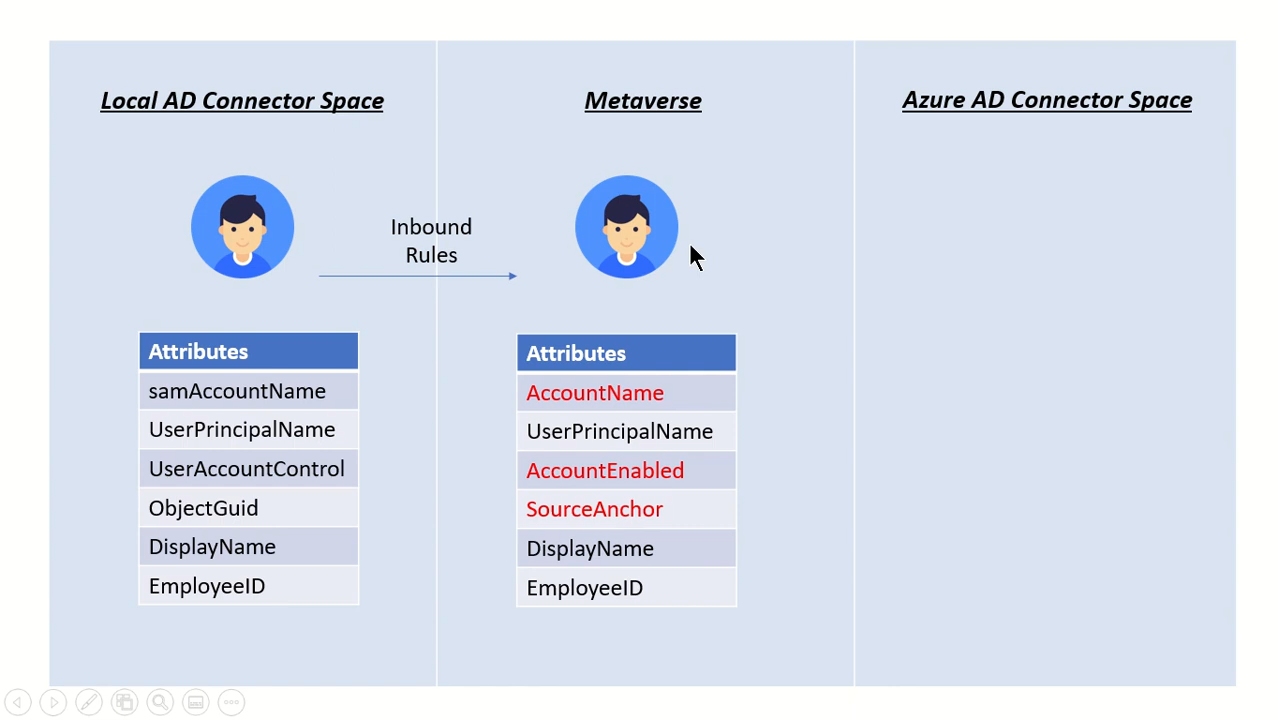 Local AD Connector Space
Metaverse
Azure AD Connector Space
Inbound
Rules
Attributes
samAccountName
UserPrincipalName
UserAccountControl
ObjectGuid
DisplayName
EmployeeID
Attributes
AccountName
UserPrincipalName
AccountEnabled
SourceAnchor
DisplayName
EmployeeID